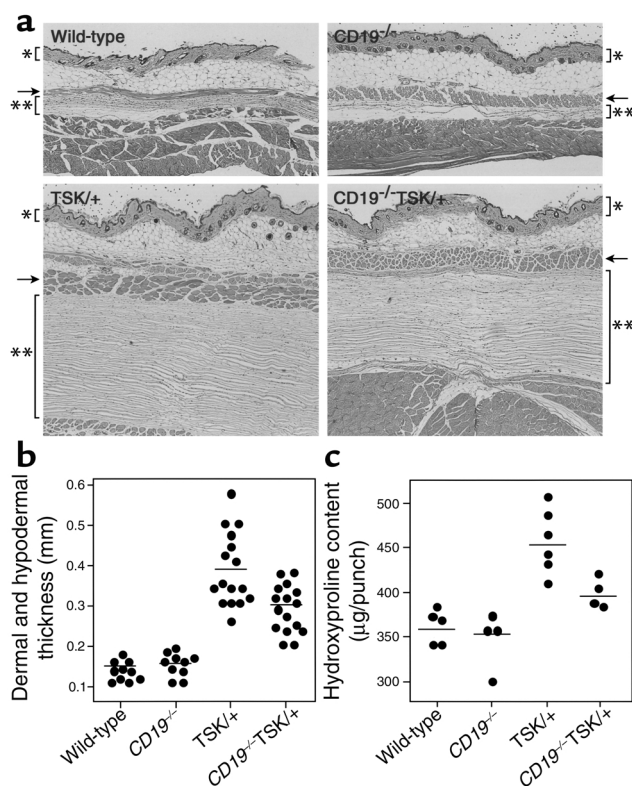 a
Wild-type
CD19-/-
*
**
*
**
TSK/+
CD19-/-TSK/+
*
**
*
**
b
Dermal and hypodermal
thickness (mm)
0.6
0.5
0.4
0.3
0.2
0.1
Wild-type
CD19-/-
TSK/+
CD19-/-TSK/+
c
Hydroxyproline content
(µg/punch)
500
450
400
350
300
Wild-type
CD19-/-
TSK/+
CD19-/-TSK/+